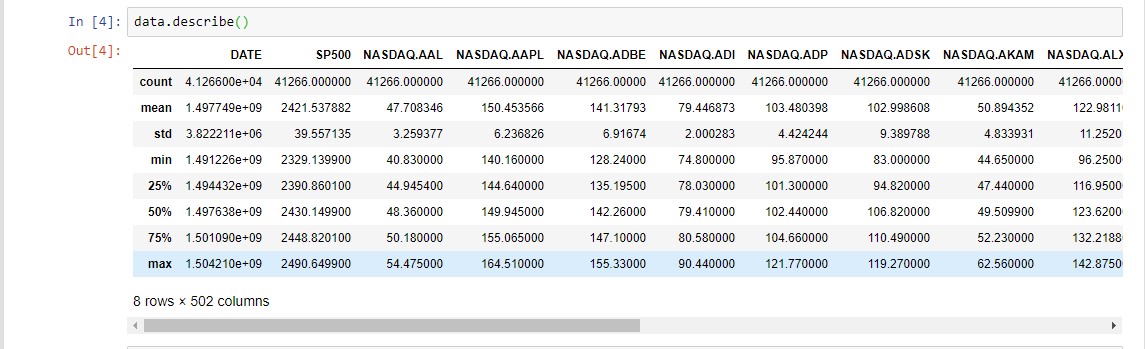 In [4]: data.describe()
Out[4]:
DATE SP500 NASDAQ.AAL NASDAQ.AAPL NASDAQ.ADBE NASDAQ.ADI NASDAQ.ADP NASDAQ.ADSK NASDAQ.AKAM NASDAQ.ALX
count 4.126600e+04 41266.000000 41266.000000 41266.000000 41266.00000 41266.000000 41266.000000 41266.000000 41266.000000 41266.0000
mean 1.497749e+09 2421.537882 47.708346 150.453566 141.31793 79.446873 103.480398 102.998608 50.894352 122.9811
std 3.822211e+06 39.557135 3.259377 6.236826 6.91674 2.000283 4.424244 9.389788 4.833931 11.2520
min 1.491226e+09 2329.139900 40.830000 140.160000 128.24000 74.800000 95.870000 83.000000 44.650000 96.2500
25% 1.494432e+09 2390.860100 44.945400 144.640000 135.19500 78.030000 101.300000 94.820000 47.440000 116.9500
50% 1.497638e+09 2430.149900 48.360000 149.945000 142.26000 79.410000 102.440000 106.820000 49.509900 123.6200
75% 1.501090e+09 2448.820100 50.180000 155.065000 147.10000 80.580000 104.660000 110.490000 52.230000 132.2188
max 1.504210e+09 2490.649900 54.475000 164.510000 155.33000 90.440000 121.770000 119.270000 62.560000 142.8750
8 rows × 502 columns